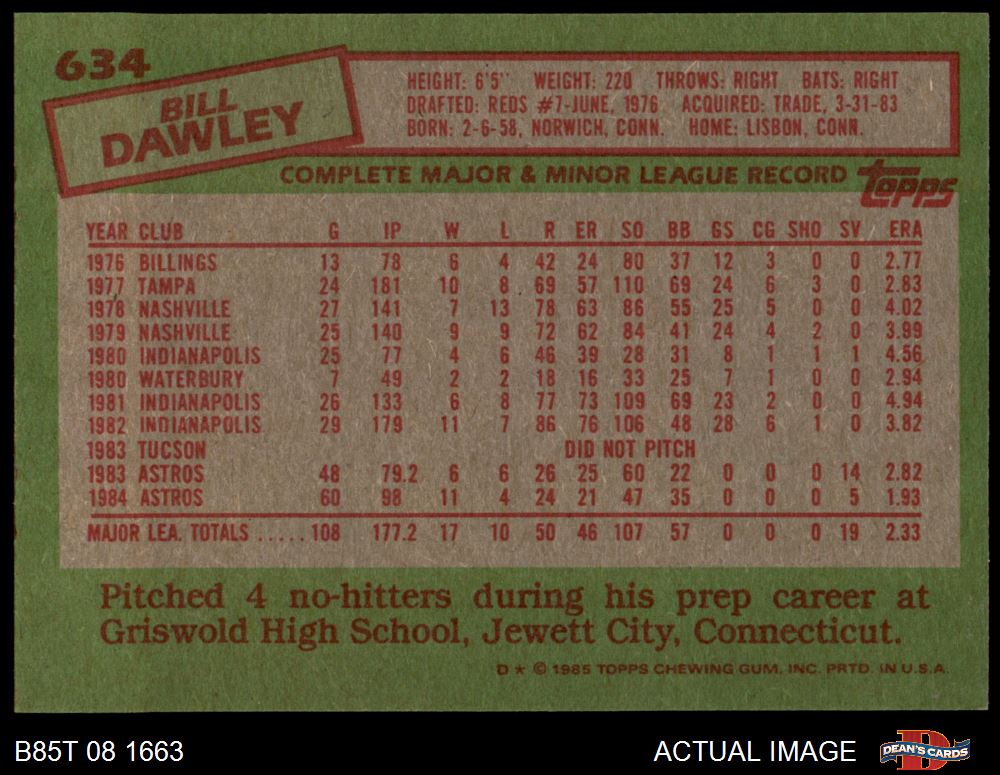 634
BILL
DAWLEY
HEIGHT: 6'5" WEIGHT: 220 THROWS: RIGHT BATS: RIGHT
DRAFTED: REDS #7-JUNE, 1976 ACQUIRED: TRADE, 3-31-83
BORN: 2-6-58, NORWICH, CONN. HOME: LISBON, CONN.
COMPLETE MAJOR & MINOR LEAGUE RECORD topps
YEAR CLUB G IP W L R ER SO BB GS CG SHO SV ERA
1976 BILLINGS 13 78 6 4 42 24 80 37 12 3 0 0 2.77
1977 TAMPA 24 181 10 8 69 57 110 69 24 6 3 0 2.83
1978 NASHVILLE 27 141 7 13 78 63 86 55 25 5 0 0 4.02
1979 NASHVILLE 25 140 9 9 72 62 84 41 24 4 2 0 3.99
1980 INDIANAPOLIS 25 77 4 6 46 39 28 31 8 1 1 1 4.56
1980 WATERBURY 7 49 2 2 18 16 33 25 7 1 0 0 2.94
1981 INDIANAPOLIS 26 133 6 8 77 73 109 69 23 2 0 0 4.94
1982 INDIANAPOLIS 29 179 11 7 86 76 106 48 28 6 1 0 3.82
1983 TUCSON DID NOT PITCH
1983 ASTROS 48 79.2 6 6 26 25 60 22 0 0 0 14 2.82
1984 ASTROS 60 98 11 4 24 21 47 35 0 0 0 5 1.93
MAJOR LEA. TOTALS ..... 108 177.2 17 10 50 46 107 57 0 0 0 19 2.33
Pitched 4 no-hitters during his prep career at
Griswold High School, Jewett City, Connecticut.
D * © 1985 TOPPS CHEWING GUM, INC. PRTD. IN U.S.A.
B85T 08 1663 ACTUAL IMAGE DEAN'S CARDS